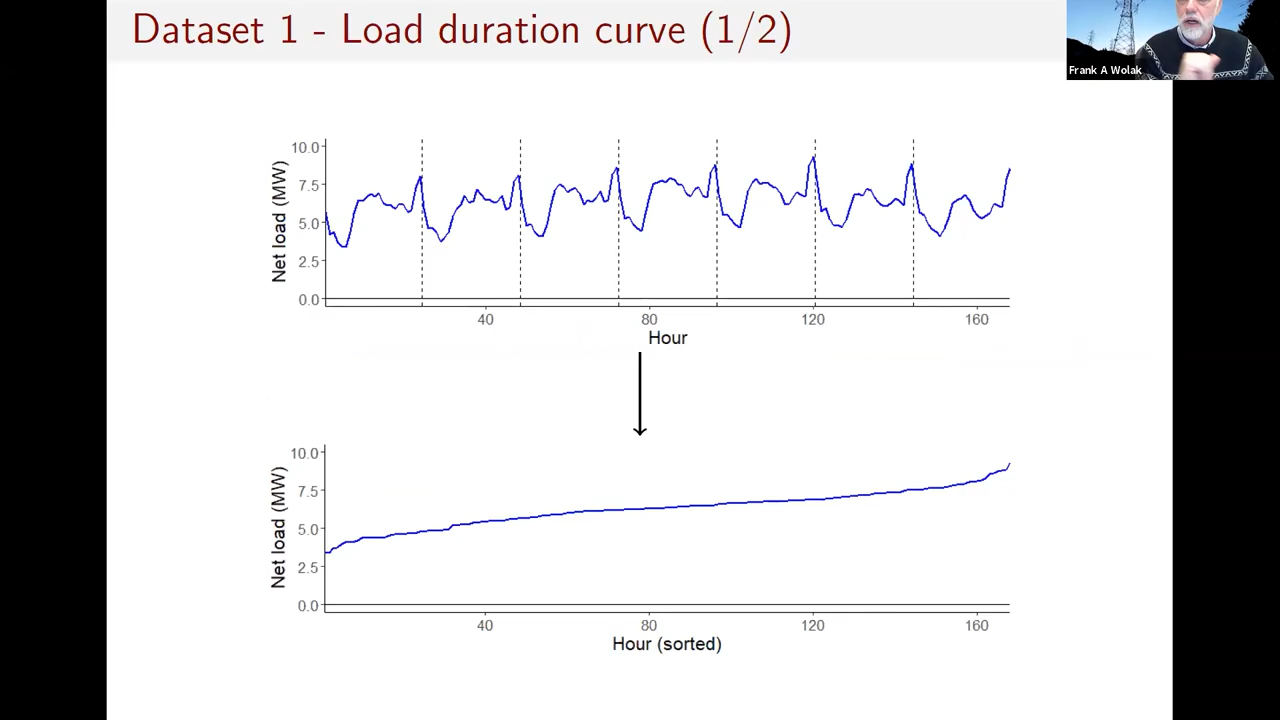 Dataset 1 - Load duration curve (1/2)
Frank A Wolak
Net load (MW)
10.0
7.5
5.0
2.5
0.0
40 80 120 160
Hour
Net load (MW)
10.0
7.5
5.0
2.5
0.0
40 80 120 160
Hour (sorted)